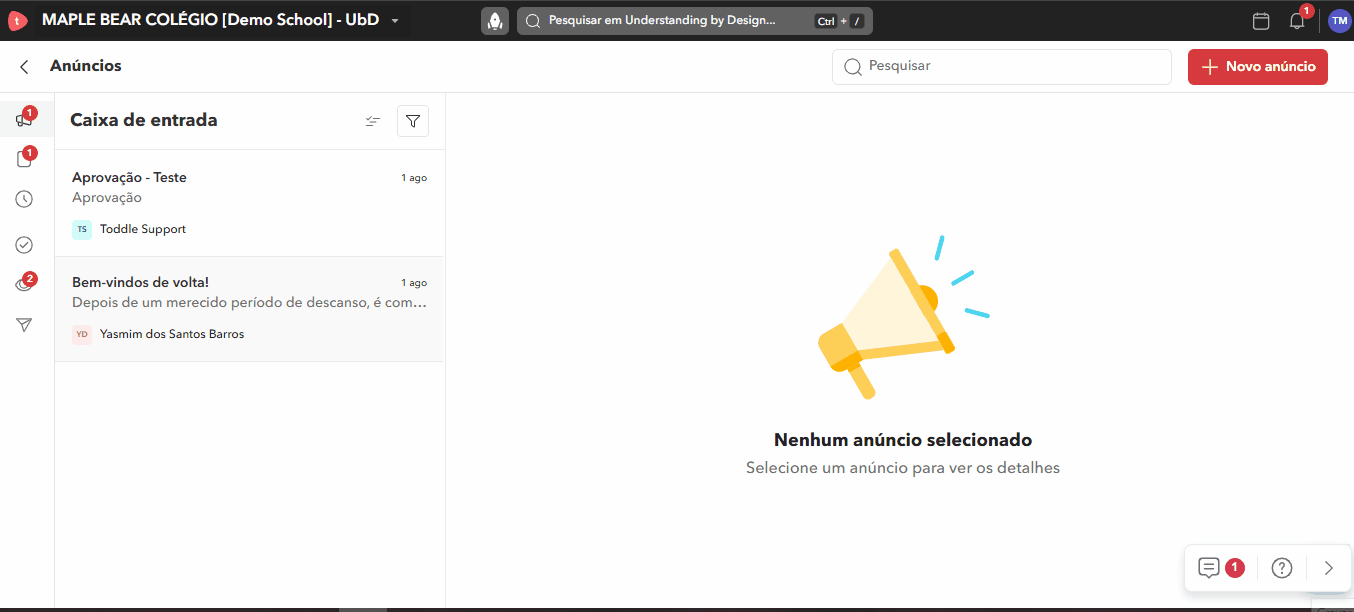 MAPLE BEAR COLÉGIO [Demo School] - UbD
Pesquisar em Understanding by Design... Ctrl + /
1
TM
Anúncios
Pesquisar
Novo anúncio
1
1
2
Caixa de entrada
Aprovação - Teste 1 ago
Aprovação
TS Toddle Support
Bem-vindos de volta! 1 ago
Depois de um merecido período de descanso, é com...
YD Yasmim dos Santos Barros
Nenhum anúncio selecionado
Selecione um anúncio para ver os detalhes
1